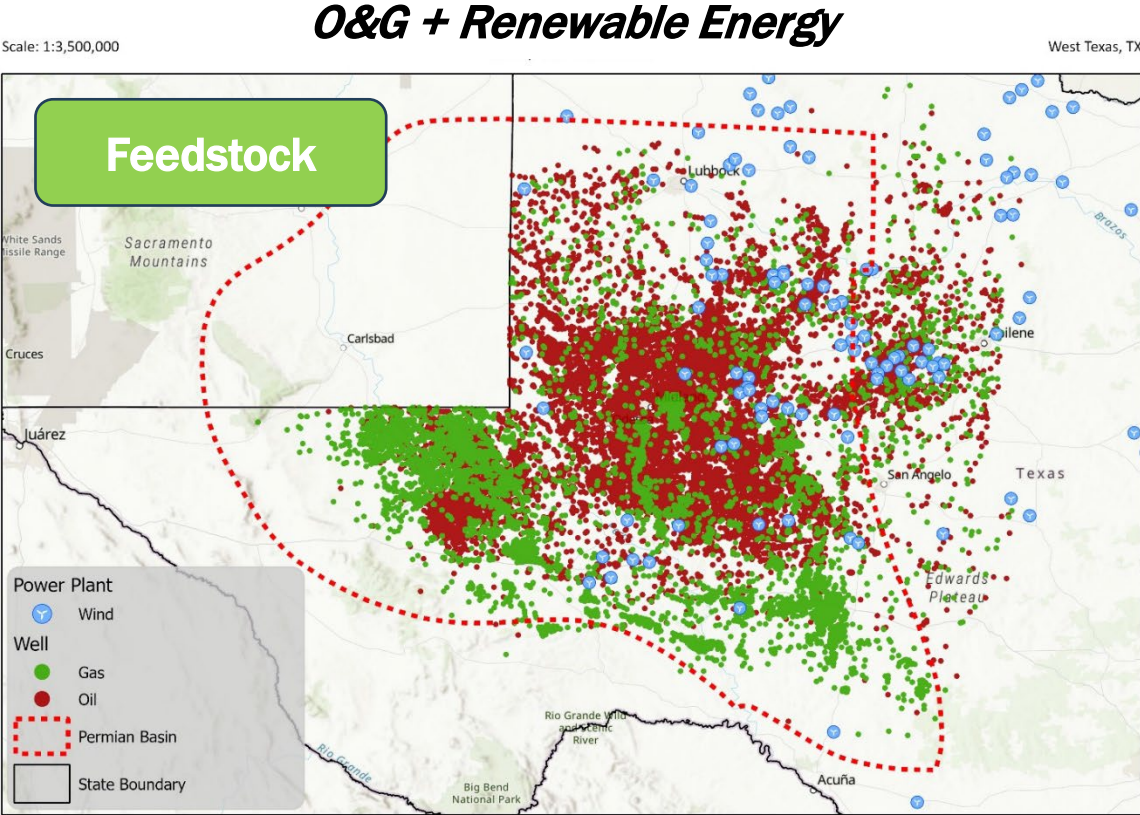 O&G + Renewable Energy
Scale: 1:3,500,000
West Texas, TX
Feedstock
Lubbock
White Sands
Missile Range
Sacramento
Mountains
Brazos
Carlsbad
Cruces
Abilene
Juárez
San Angelo
Texas
Edwards
Plateau
Power Plant
Wind
Well
Gas
Oil
Permian Basin
State Boundary
Rio Grande
Rio Grande Wild
and Scenic
River
Big Bend
National Park
Acuña